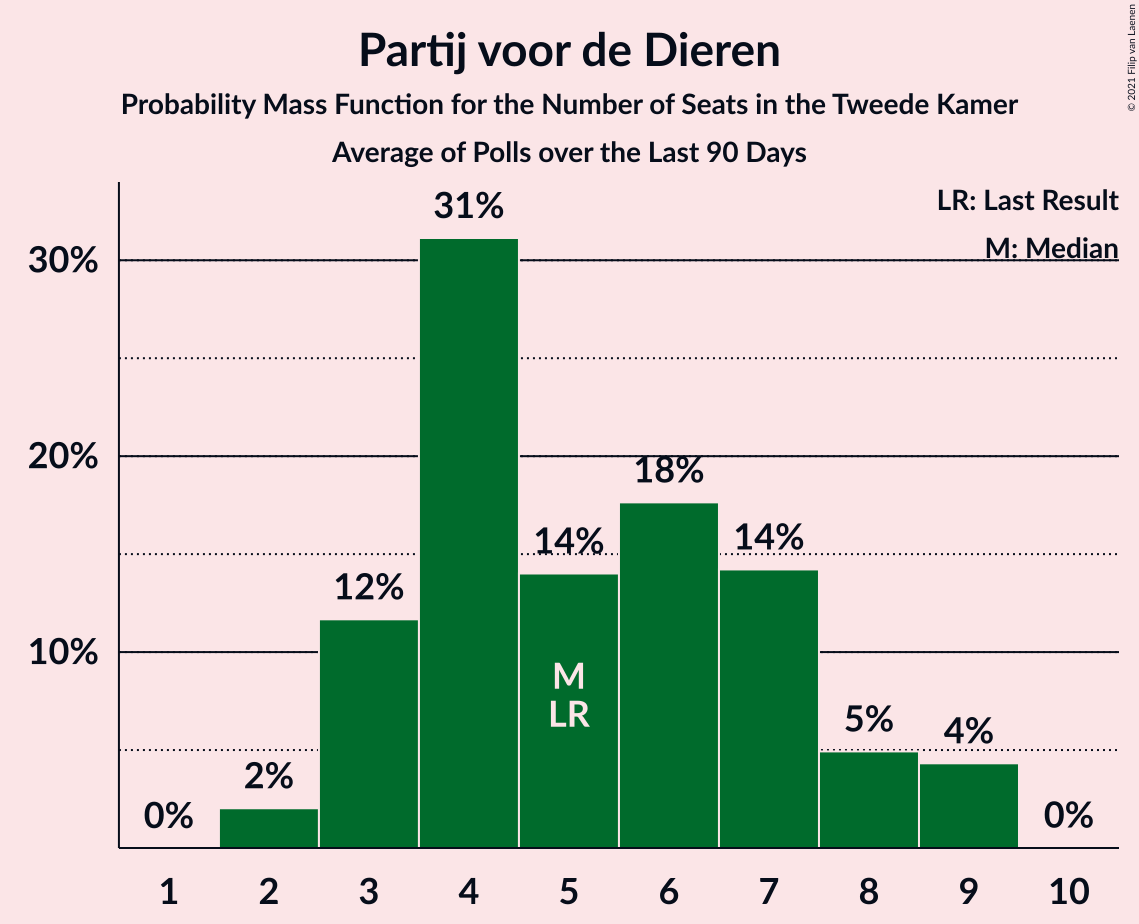 Partij voor de Dieren
Probability Mass Function for the Number of Seats in the Tweede Kamer
Average of Polls over the Last 90 Days
© 2021 Filip van Laenen
LR: Last Result
M: Median
31%
30%
20%
18%
14%
14%
12%
10%
M
LR
5%
4%
2%
0%
0%
1 2 3 4 5 6 7 8 9 10